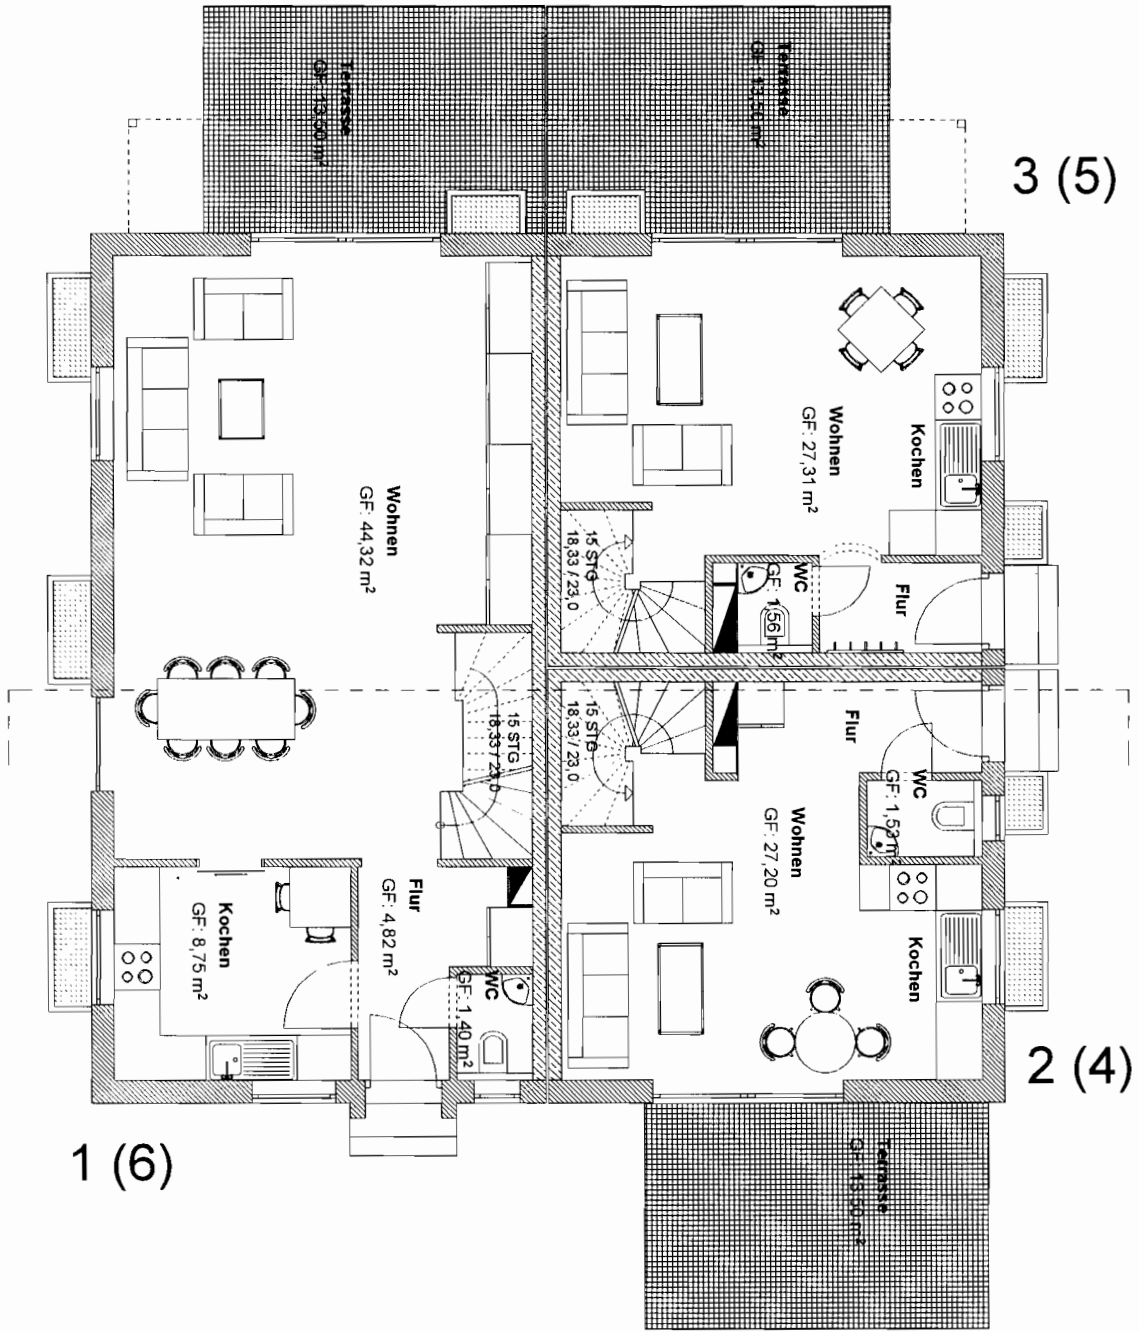 Terrasse
GF: 13,50 m²
Terrasse
GF: 13,50 m²
3 (5)
Wohnen
GF: 44,32 m²
Wohnen
GF: 27,31 m²
Kochen
15 STG
18,33 / 23,0
WC
GF: 1,56 m²
Flur
15 STG
18,33 / 23,0
15 STG
18,33 / 23,0
Flur
WC
GF: 1,53 m²
Wohnen
GF: 27,20 m²
Kochen
Kochen
GF: 8,75 m²
Flur
GF: 4,82 m²
WC
GF: 1,40 m²
2 (4)
1 (6)
Terrasse
GF: 13,50 m²